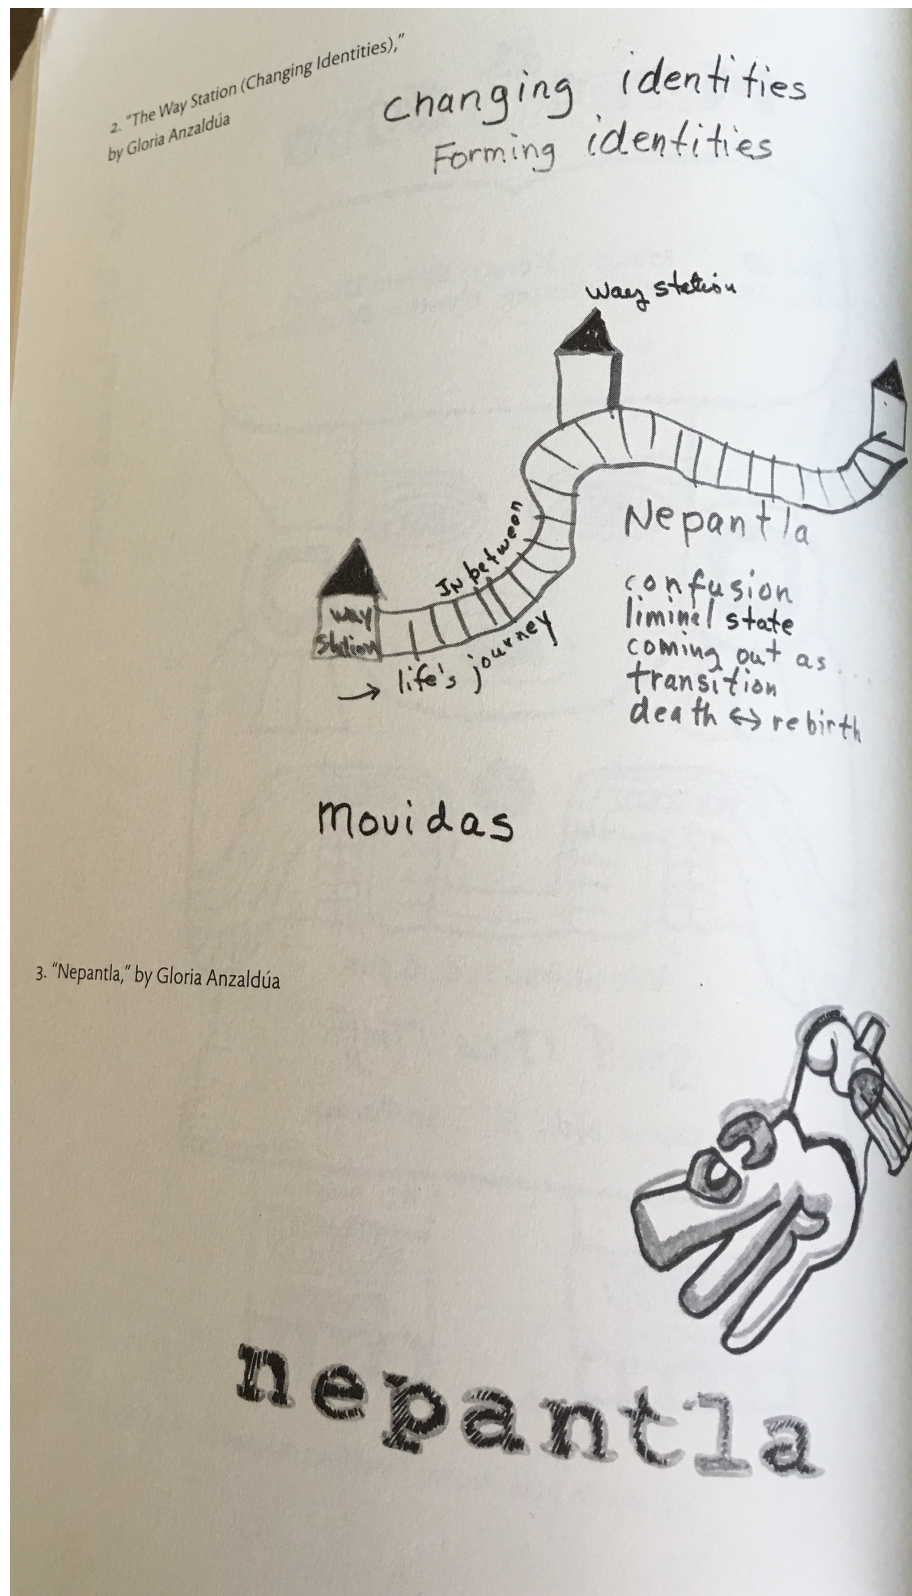 2. "The Way Station (Changing Identities),"
by Gloria Anzaldúa
Changing identities
Forming identities
Way station
In between
Way
Station
→ life's journey
Nepantla
confusion
liminal state
coming out as...
transition
death ↔ rebirth
Movidas
3. "Nepantla," by Gloria Anzaldúa
nepantla